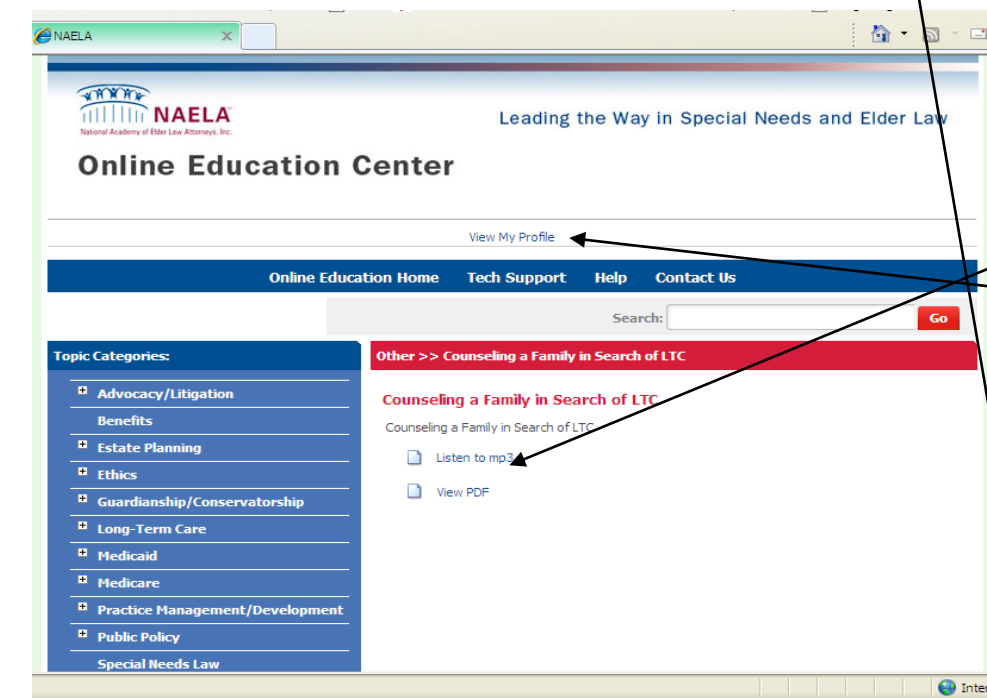 NAELA
NAELA
National Academy of Elder Law Attorneys, Inc.
Leading the Way in Special Needs and Elder Law
Online Education Center
View My Profile
Online Education Home Tech Support Help Contact Us
Search: Go
Topic Categories:
Other >> Counseling a Family in Search of LTC
Advocacy/Litigation
Benefits
Estate Planning
Ethics
Guardianship/Conservatorship
Long-Term Care
Medicaid
Medicare
Practice Management/Development
Public Policy
Special Needs Law
Counseling a Family in Search of LTC
Counseling a Family in Search of LTC
Listen to mp3
View PDF
Inter